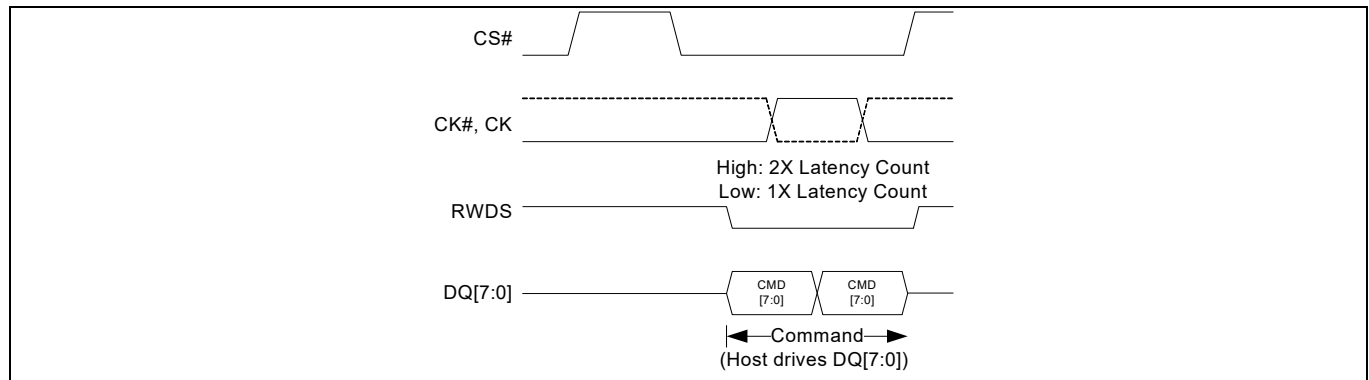 CS#
CK#, CK
High: 2X Latency Count
Low: 1X Latency Count
RWDS
DQ[7:0]
CMD
[7:0]
CMD
[7:0]
Command
(Host drives DQ[7:0])